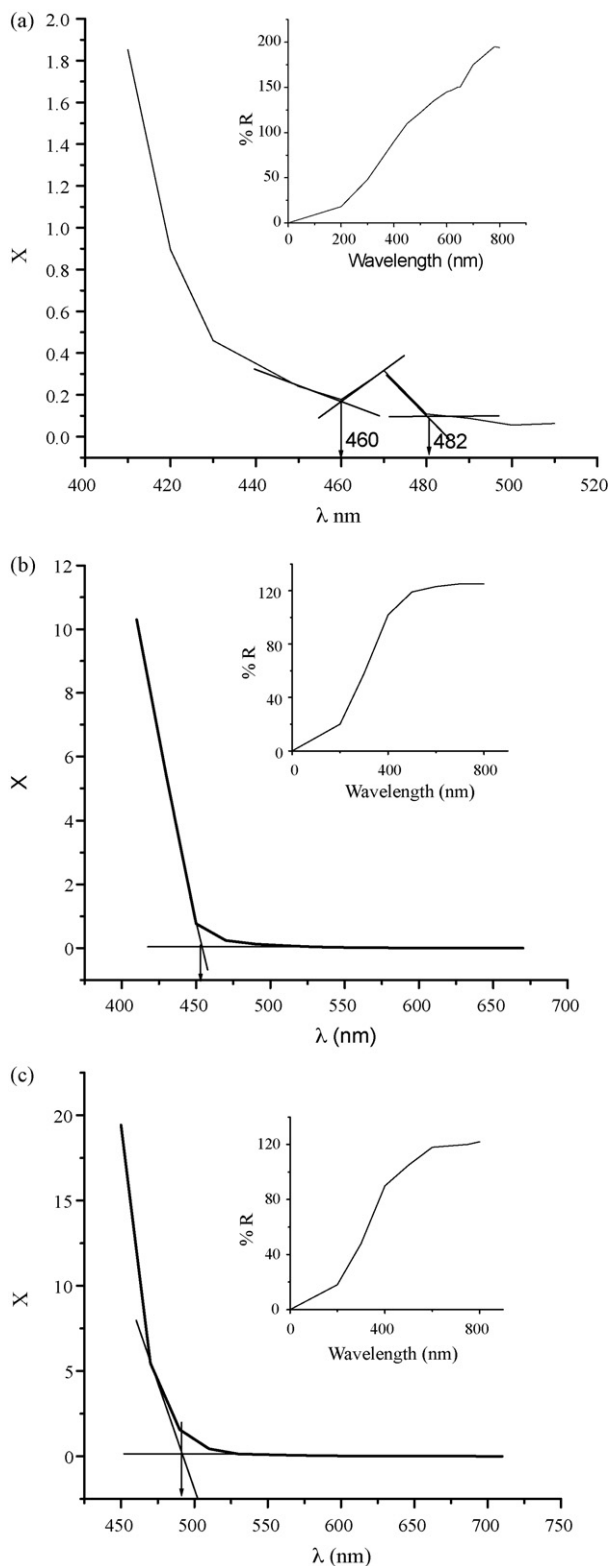 (a)
2.0
1.8
1.6
1.4
1.2
1.0
0.8
0.6
0.4
0.2
0.0
X
400 420 440 460 480 500 520
λ nm
460
482
200
150
100
50
0
% R
0 200 400 600 800
Wavelength (nm)
(b)
12
10
8
6
4
2
0
X
400 450 500 550 600 650 700
λ (nm)
120
80
40
0
% R
0 400 800
Wavelength (nm)
(c)
20
15
10
5
0
X
450 500 550 600 650 700 750
λ (nm)
120
80
40
0
% R
0 400 800
Wavelength (nm)